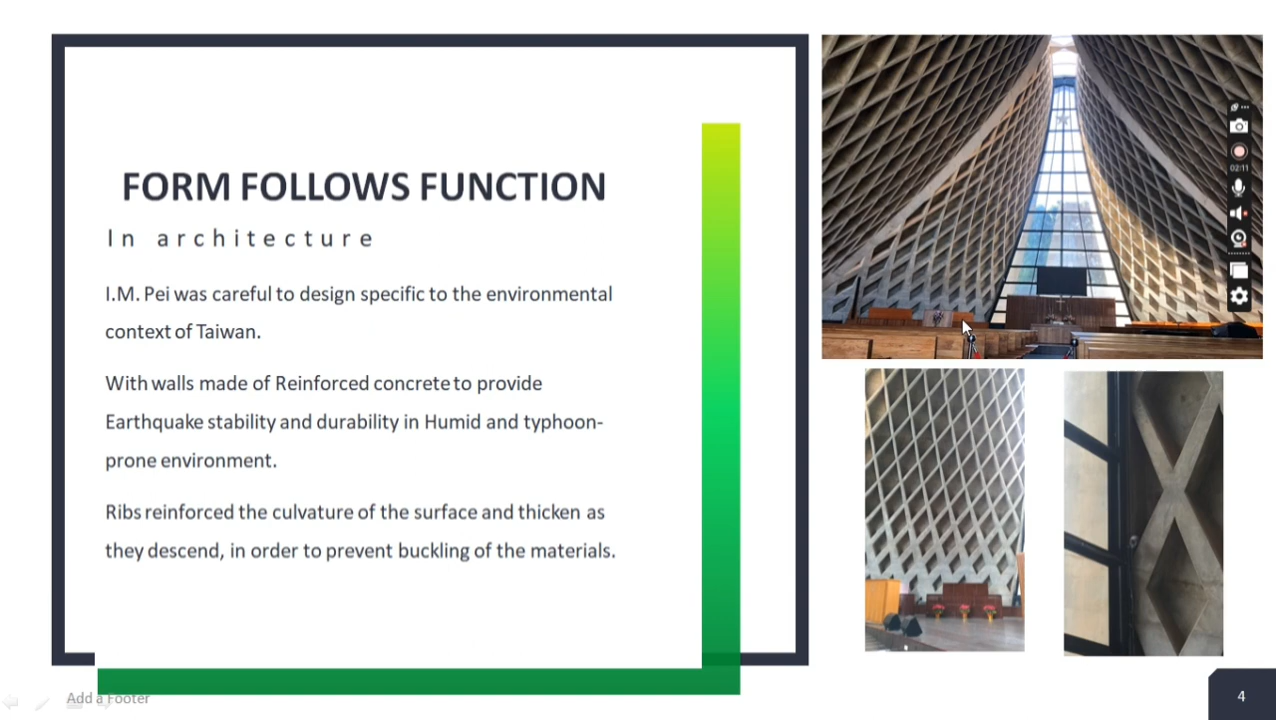 FORM FOLLOWS FUNCTION
In architecture
I.M. Pei was careful to design specific to the environmental
context of Taiwan.
With walls made of Reinforced concrete to provide
Earthquake stability and durability in Humid and typhoon-
prone environment.
Ribs reinforced the culvature of the surface and thicken as
they descend, in order to prevent buckling of the materials.
02:11
Add a Footer
4